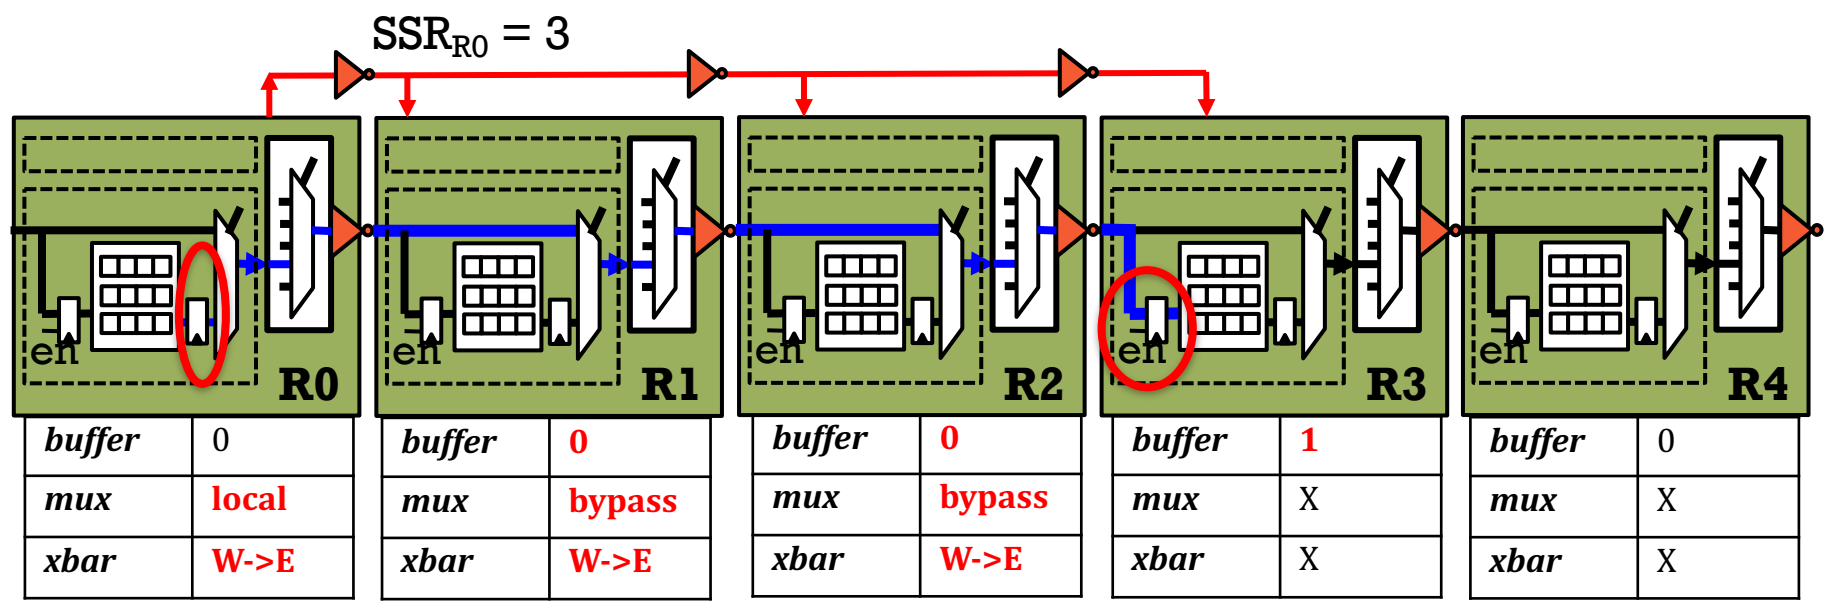 SSR_R0 = 3
en en en en en
R0 R1 R2 R3 R4
buffer 0 buffer 0 buffer 0 buffer 1 buffer 0
mux local mux bypass mux bypass mux X mux X
xbar W->E xbar W->E xbar W->E xbar X xbar X